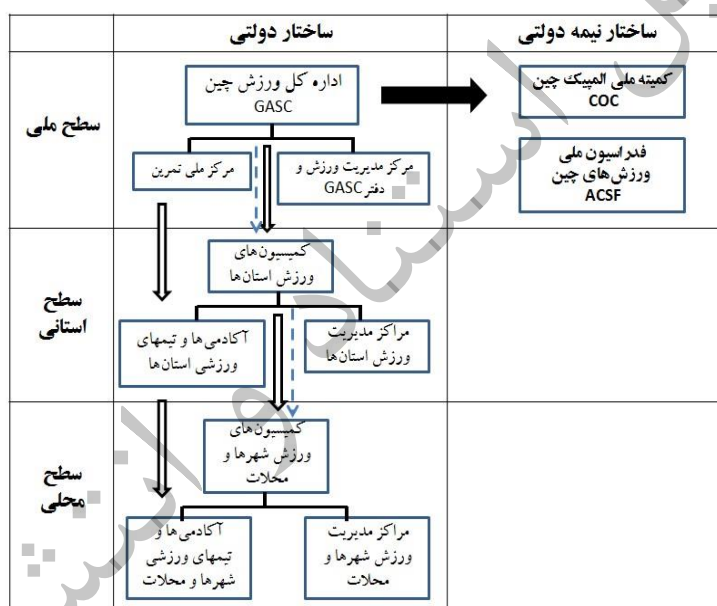 ساختار دولتی
ساختار نیمه دولتی
سطح ملی
اداره کل ورزش چین
GASC
کمیته ملی المپیک چین
COC
مرکز ملی تمرین
مرکز مدیریت ورزش و
دفتر GASC
فدراسیون ملی
ورزش‌های چین
ACSF
سطح
استانی
کمیسیون‌های
ورزش استان‌ها
آکادمی‌ها و تیمهای
ورزشی استان‌ها
مراکز مدیریت
ورزش استان‌ها
سطح
محلی
کمیسیون‌های
ورزش شهرها و
محلات
آکادمی‌ها و
تیمهای ورزشی
شهرها و محلات
مراکز مدیریت
ورزش شهرها و
محلات